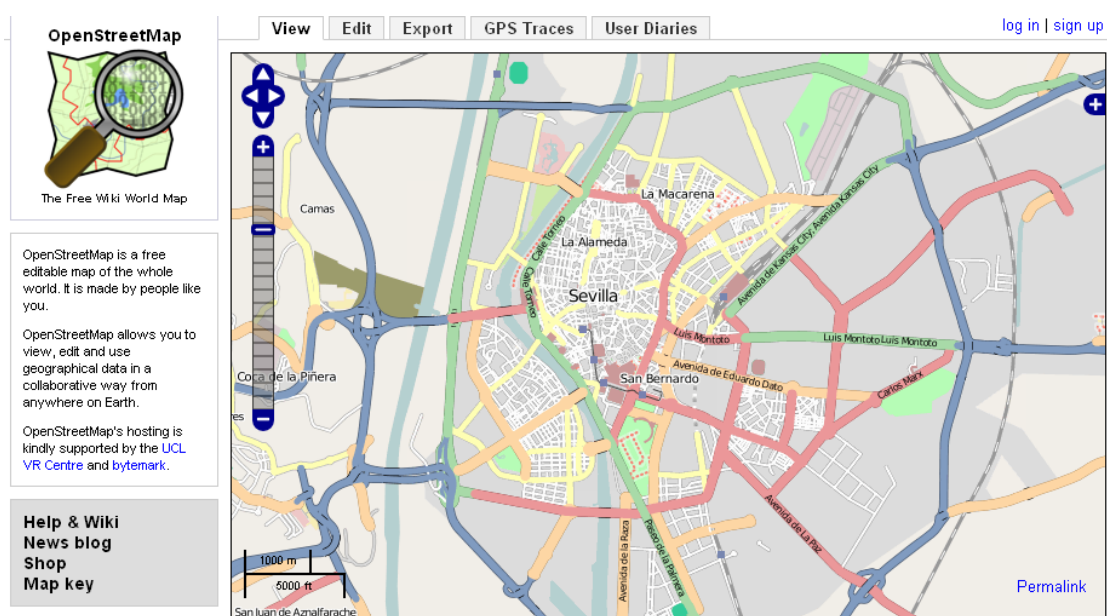 OpenStreetMap
The Free Wiki World Map
View
Edit
Export
GPS Traces
User Diaries
log in | sign up
OpenStreetMap is a free
editable map of the whole
world. It is made by people like
you.
OpenStreetMap allows you to
view, edit and use
geographical data in a
collaborative way from
anywhere on Earth.
OpenStreetMap's hosting is
kindly supported by the UCL
VR Centre and bytemark.
Help & Wiki
News blog
Shop
Map key
Camas
La Macarena
La Alameda
Calle Torneo
Calle Torneo
Avenida de Kansas City; Avenida Kansas City
Sevilla
Luis Montoto
Luis Montoto
Luis Montoto
Coca de la Piñera
San Bernardo
Avenida de Eduardo Dato
Carlos Marx
res
Avenida de La Paz
Avenida de la Raza
Paseo de la Palmera
1000 m
5000 ft
San Juan de Aznalfarache
Permalink